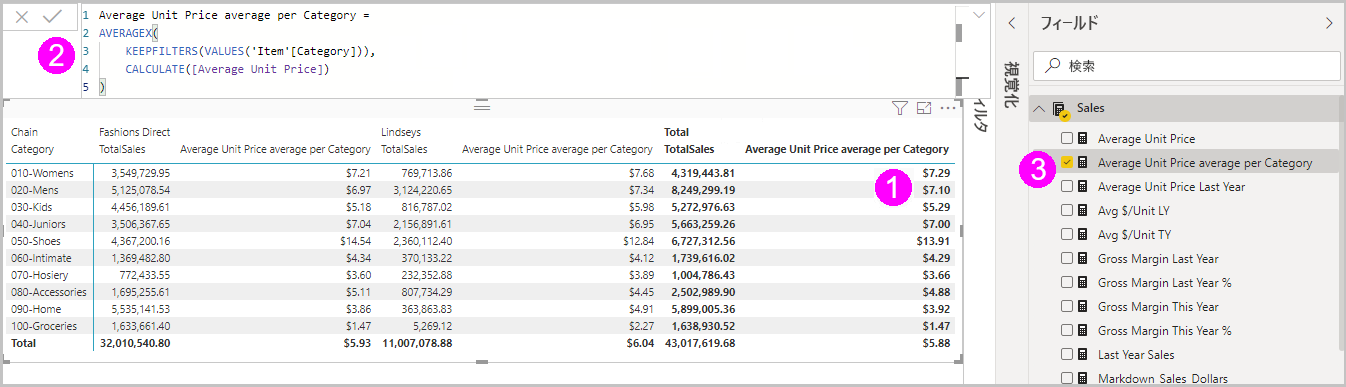 1 Average Unit Price average per Category =
2 AVERAGEX(
3 KEEPFILTERS(VALUES('Item'[Category])),
4 CALCULATE([Average Unit Price])
5 )
2
Chain Fashions Direct Lindseys Total
Category TotalSales Average Unit Price average per Category TotalSales Average Unit Price average per Category TotalSales Average Unit Price average per Category
010-Womens 3,549,729.95 $7.21 769,713.86 $7.68 4,319,443.81 $7.29
020-Mens 5,125,078.54 $6.97 3,124,220.65 $7.34 8,249,299.19 $7.10
030-Kids 4,456,189.61 $5.18 816,787.02 $5.98 5,272,976.63 $5.29
040-Juniors 3,506,367.65 $7.04 2,156,891.61 $6.95 5,663,259.26 $7.00
050-Shoes 4,367,200.16 $14.54 2,360,112.40 $12.84 6,727,312.56 $13.91
060-Intimate 1,369,482.80 $4.34 370,133.22 $4.12 1,739,616.02 $4.29
070-Hosiery 772,433.55 $3.60 232,352.88 $3.89 1,004,786.43 $3.66
080-Accessories 1,695,255.61 $5.11 807,734.29 $4.45 2,502,989.90 $4.88
090-Home 5,535,141.53 $3.86 363,863.83 $4.91 5,899,005.36 $3.92
100-Groceries 1,633,661.40 $1.47 5,269.12 $2.27 1,638,930.52 $1.47
Total 32,010,540.80 $5.93 11,007,078.88 $6.04 43,017,619.68 $5.88
1
ィルタ
視覚化
フィールド
検索
Sales
Average Unit Price
Average Unit Price average per Category
3
Average Unit Price Last Year
Avg $/Unit LY
Avg $/Unit TY
Gross Margin Last Year
Gross Margin Last Year %
Gross Margin This Year
Gross Margin This Year %
Last Year Sales
Markdown_Sales_Dollars